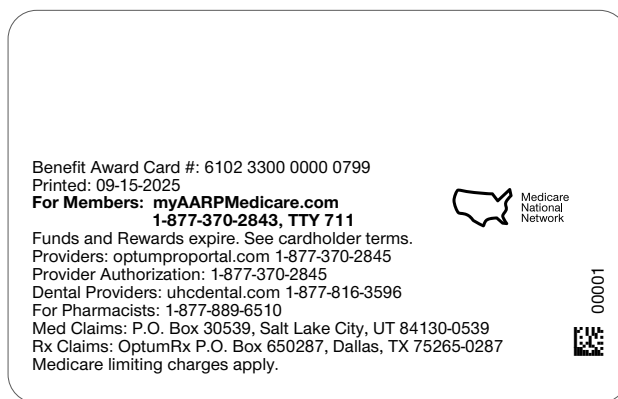 Benefit Award Card #: 6102 3300 0000 0799
Printed: 09-15-2025
For Members: myAARPMedicare.com
1-877-370-2843, TTY 711
Funds and Rewards expire. See cardholder terms.
Providers: optumproportal.com 1-877-370-2845
Provider Authorization: 1-877-370-2845
Dental Providers: uhcdental.com 1-877-816-3596
For Pharmacists: 1-877-889-6510
Med Claims: P.O. Box 30539, Salt Lake City, UT 84130-0539
Rx Claims: OptumRx P.O. Box 650287, Dallas, TX 75265-0287
Medicare limiting charges apply.
Medicare
National
Network
00001